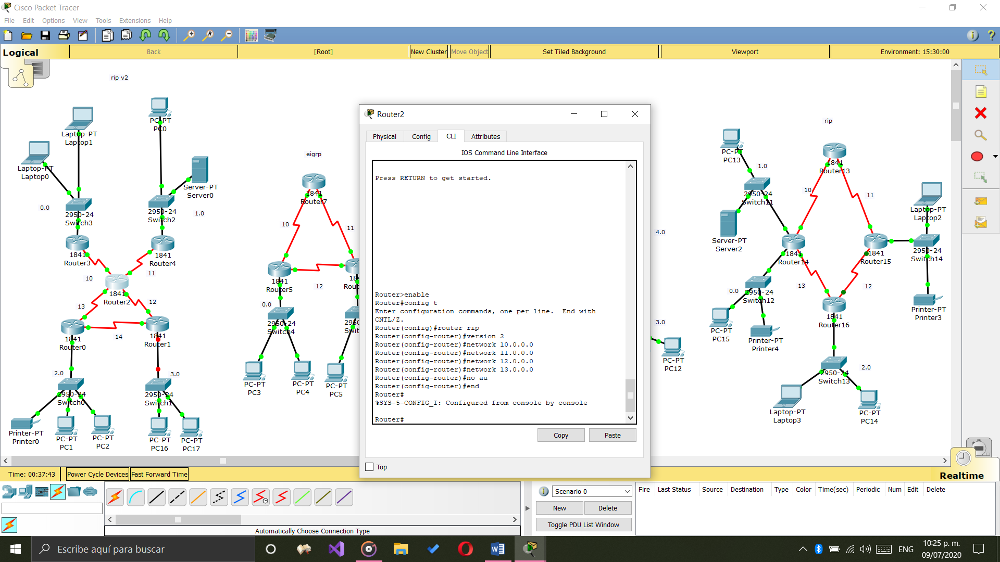 Cisco Packet Tracer
File Edit Options View Tools Extensions Help
Logical
Back
[Root]
New Cluster
Move Object
Set Tiled Background
Viewport
Environment: 15:30:00
rip v2
Laptop-PT
Laptop1
PC-PT
PC0
Laptop-PT
Laptop0
Server-PT
Server0
0.0
2950-24
Switch3
2950-24
Switch2
1.0
1841
Router3
1841
Router4
10
11
1841
Router2
13
12
1841
Router0
14
1841
Router1
2.0
3.0
2950-24
Switch0
2950-24
Switch1
Printer-PT
Printer0
PC-PT
PC1
PC-PT
PC2
PC-PT
PC16
PC-PT
PC17
eigrp
1841
Router7
10
11
1841
Router5
12
0.0
2950-24
Switch4
PC-PT
PC3
PC-PT
PC4
PC-PT
PC5
Router2
Physical
Config
CLI
Attributes
IOS Command Line Interface
Press RETURN to get started.
Router>enable
Router#config t
Enter configuration commands, one per line.  End with
CNTL/Z.
Router(config)#router rip
Router(config-router)#version 2
Router(config-router)#network 10.0.0.0
Router(config-router)#network 11.0.0.0
Router(config-router)#network 12.0.0.0
Router(config-router)#network 13.0.0.0
Router(config-router)#no au
Router(config-router)#end
Router#
%SYS-5-CONFIG_I: Configured from console by console
Router#
Copy
Paste
Top
4.0
3.0
PC-PT
PC12
rip
PC-PT
PC13
1.0
1841
Router13
2950-24
Switch11
10
11
Laptop-PT
Laptop2
Server-PT
Server2
1841
Router14
1841
Router15
2950-24
Switch14
13
12
0.0
2950-24
Switch12
1841
Router16
Printer-PT
Printer3
PC-PT
PC15
Printer-PT
Printer4
2.0
2950-24
Switch13
Laptop-PT
Laptop3
PC-PT
PC14
Time: 00:37:43
Power Cycle Devices
Fast Forward Time
Realtime
Scenario 0
New
Delete
Toggle PDU List Window
Fire Last Status Source Destination Type Color Time(sec) Periodic Num Edit Delete
Automatically Choose Connection Type
Escribe aquí para buscar
ENG
10:25 p. m.
09/07/2020